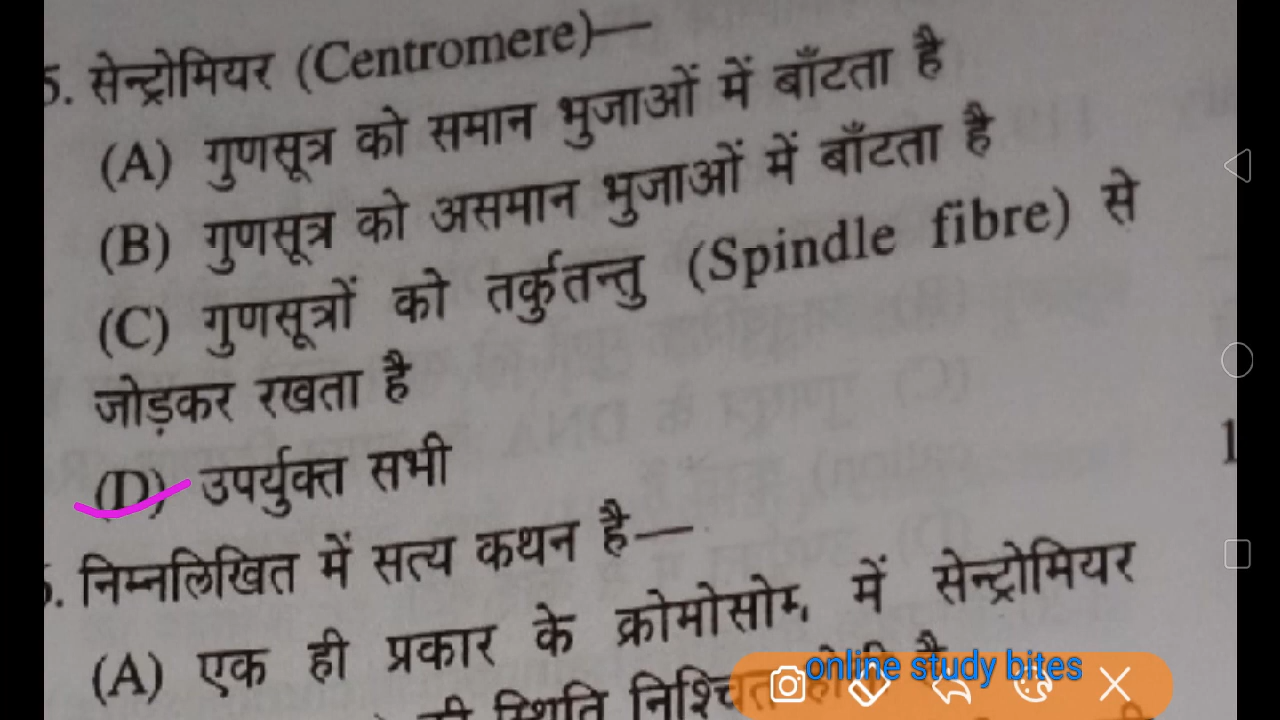 5. सेन्ट्रोमियर (Centromere)—
(A) गुणसूत्र को समान भुजाओं में बाँटता है
(B) गुणसूत्र को असमान भुजाओं में बाँटता है
(C) गुणसूत्रों को तर्कुतन्तु (Spindle fibre) से
जोड़कर रखता है
(D) उपर्युक्त सभी
1
. निम्नलिखित में सत्य कथन है—
(A) एक ही प्रकार के क्रोमोसोम में सेन्ट्रोमियर
की स्थिति निश्चित होती है
online study bites